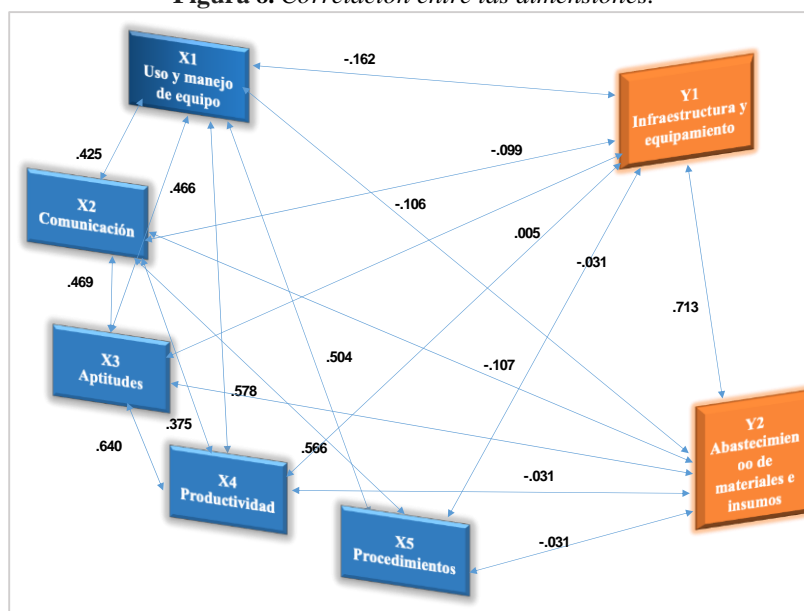 Figura 8. Correlación entre las dimensiones.
X1
Uso y manejo
de equipo
-.162
Y1
Infraestructura y
equipamiento
.425
.466
-.099
X2
Comunicación
-.106
.005
-.031
.469
.713
X3
Aptitudes
.504
-.107
.578
.375
.640
.566
X4
Productividad
-.031
Y2
Abastecimien
oo de
materiales e
insumos
X5
Procedimientos
-.031